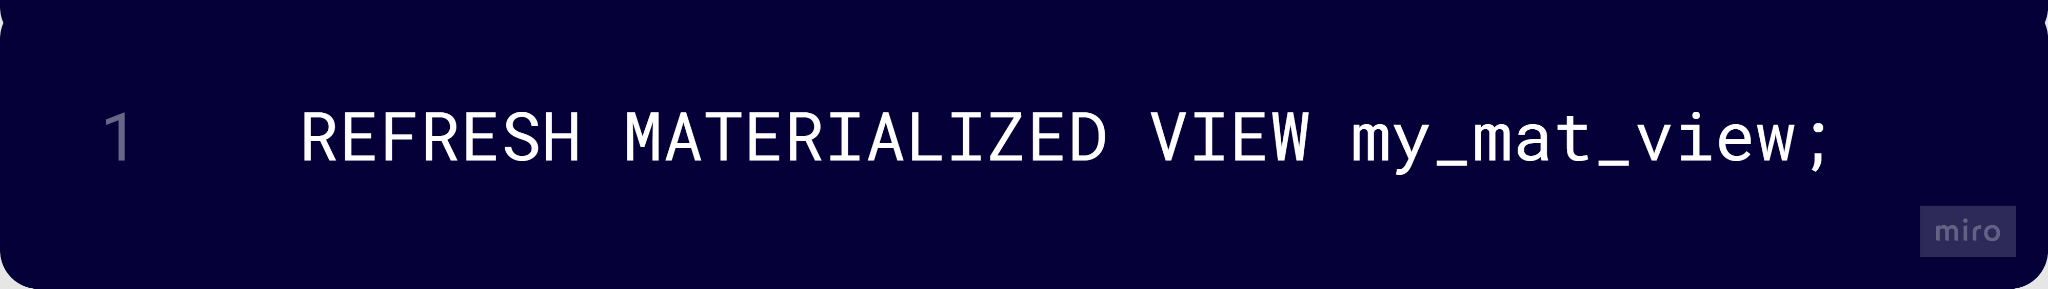 1 REFRESH MATERIALIZED VIEW my_mat_view;
miro